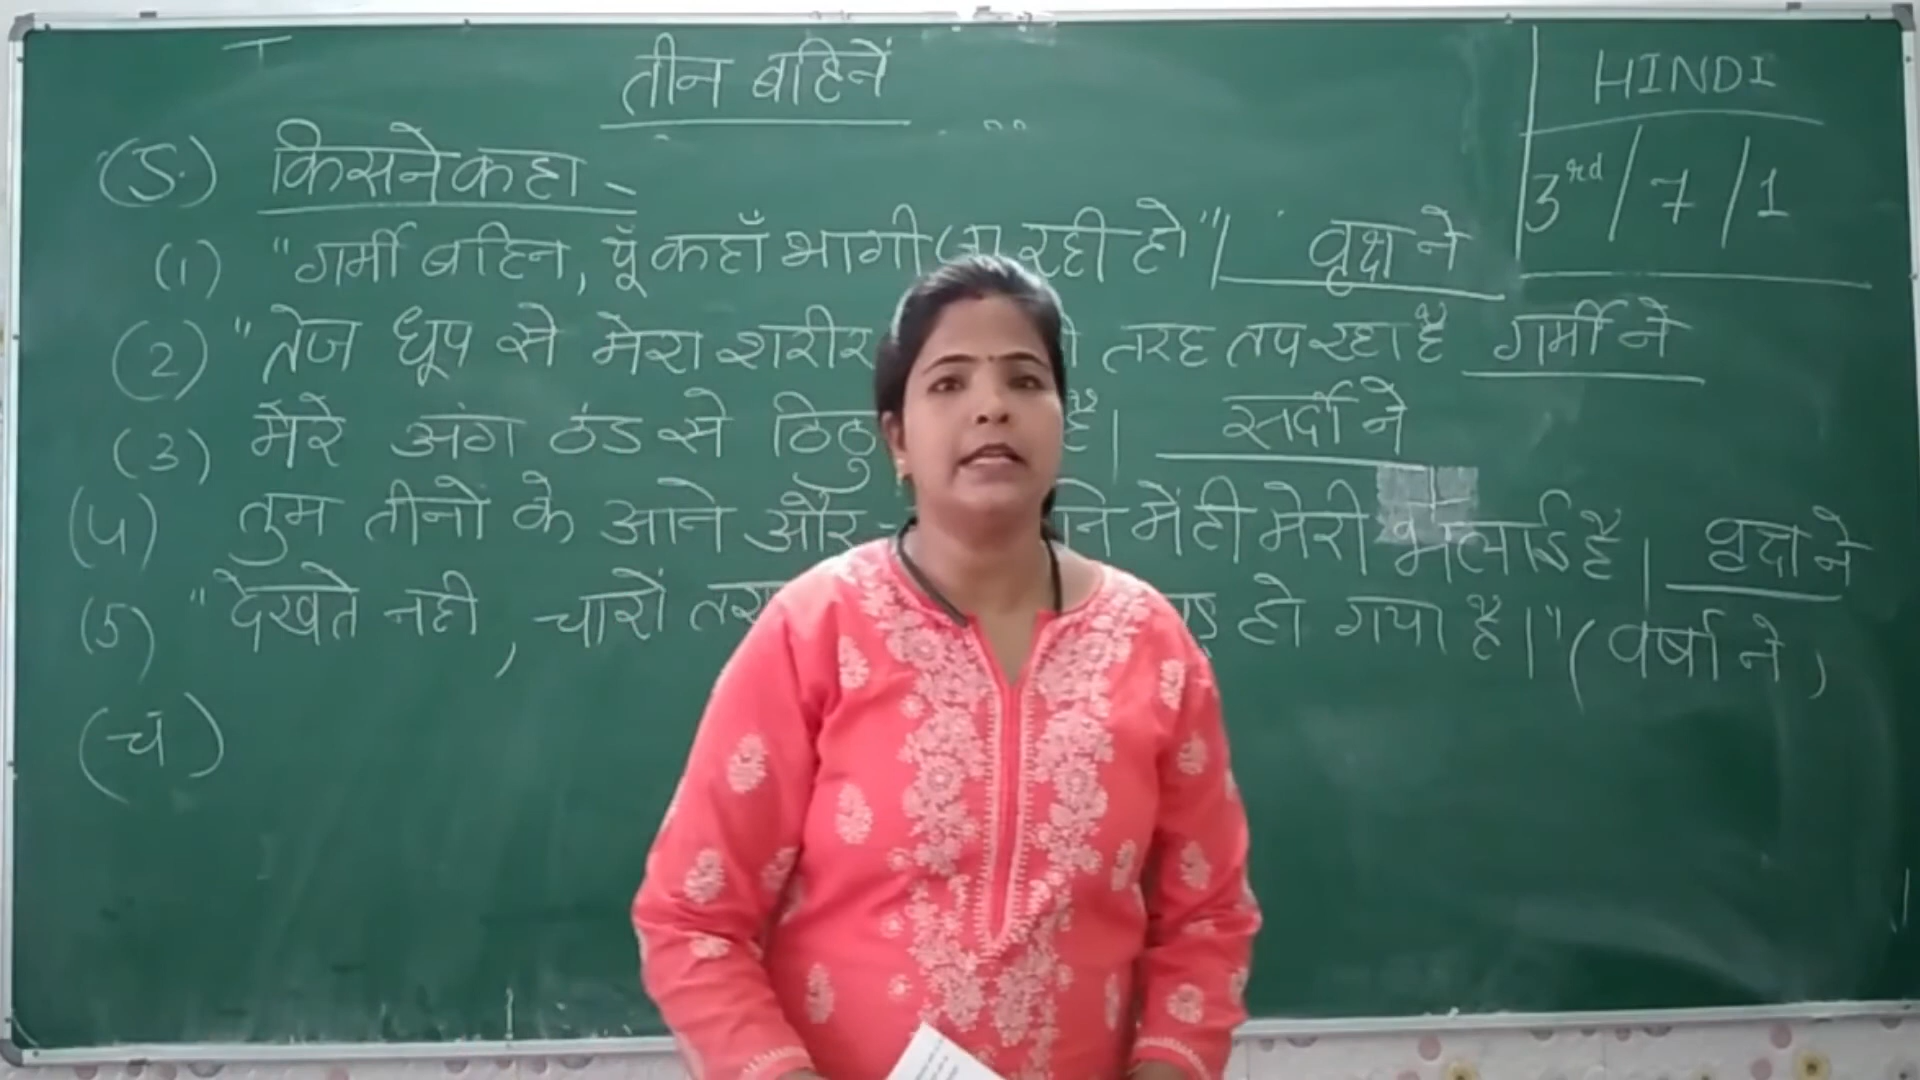 तीन बहिनें
HINDI
3rd/7/1
(ङ) किसने कहा -
(1) "गर्मी बहिन, यूँ कहाँ भागी जा रही हो"। वृक्ष ने
(2) "तेज धूप से मेरा शरीर तरह तप रहा है गर्मी ने
(3) मेरे अंग ठंड से ठिठु है। सर्दी ने
(4) तुम तीनो के आने और में ही मेरी भलाई है। वृक्ष ने
(5) "देखते नही, चारों हो गया है।" (वर्षा ने)
(च)